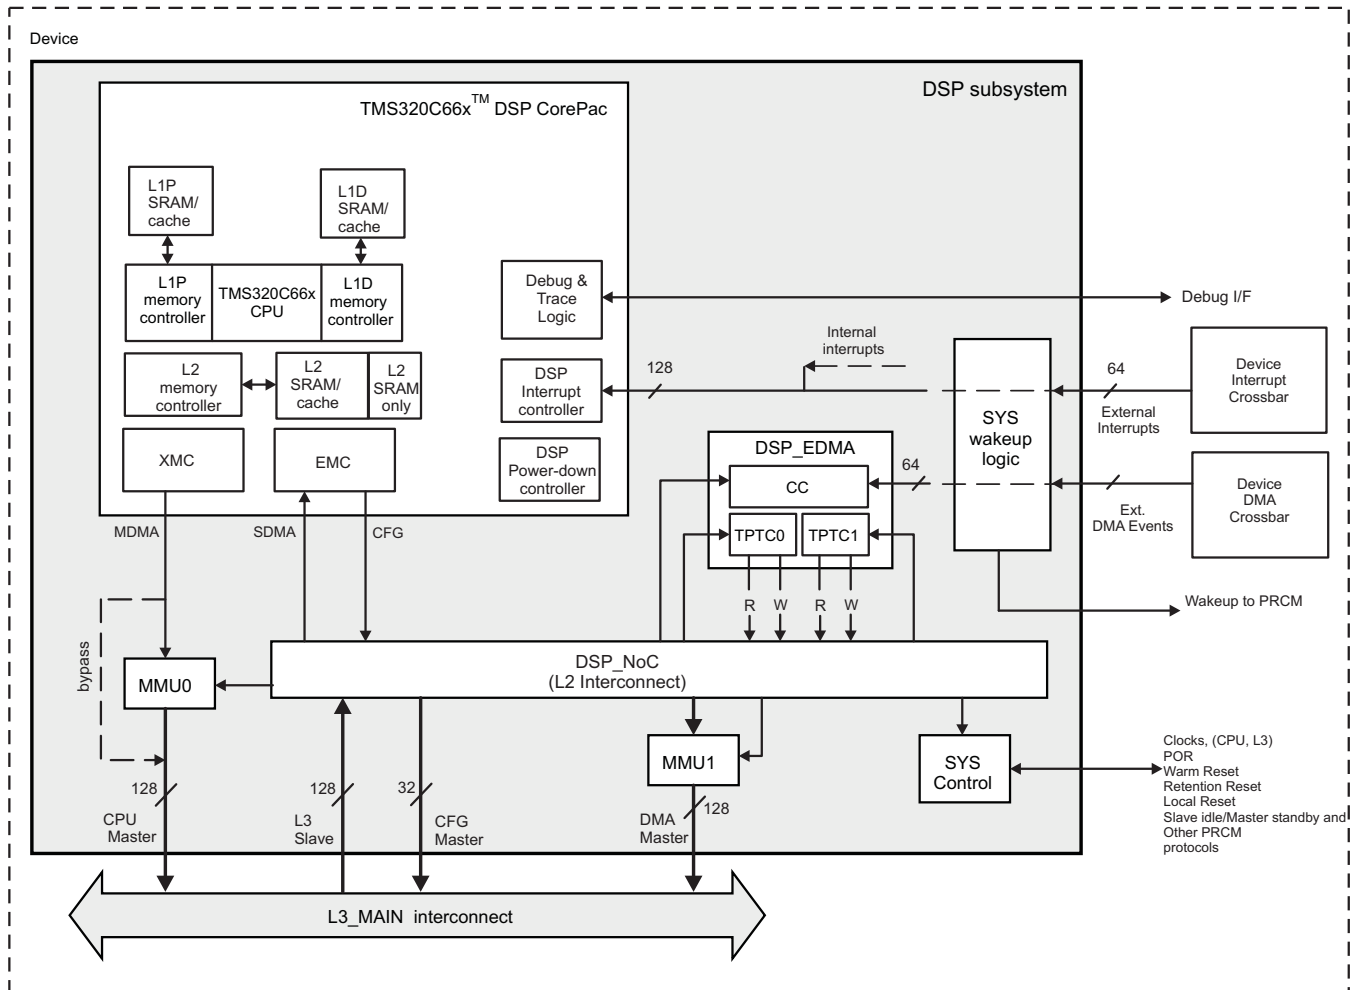 Device
DSP subsystem
TMS320C66x™ DSP CorePac
L1P
SRAM/
cache
L1D
SRAM/
cache
L1P
memory
controller
TMS320C66x
CPU
L1D
memory
controller
L2
memory
controller
L2
SRAM/
cache
L2
SRAM
only
XMC
EMC
Debug &
Trace
Logic
DSP
Interrupt
controller
DSP
Power-down
controller
Debug I/F
Internal
interrupts
128
SYS
wakeup
logic
64
External
Interrupts
Device
Interrupt
Crossbar
DSP_EDMA
CC
64
TPTC0
TPTC1
R
W
R
W
Ext.
DMA Events
Device
DMA
Crossbar
Wakeup to PRCM
MDMA
SDMA
CFG
bypass
MMU0
DSP_NoC
(L2 Interconnect)
MMU1
SYS
Control
Clocks, (CPU, L3)
POR
Warm Reset
Retention Reset
Local Reset
Slave idle/Master standby and
Other PRCM
protocols
128
CPU
Master
128
L3
Slave
32
CFG
Master
DMA
Master
128
L3_MAIN interconnect